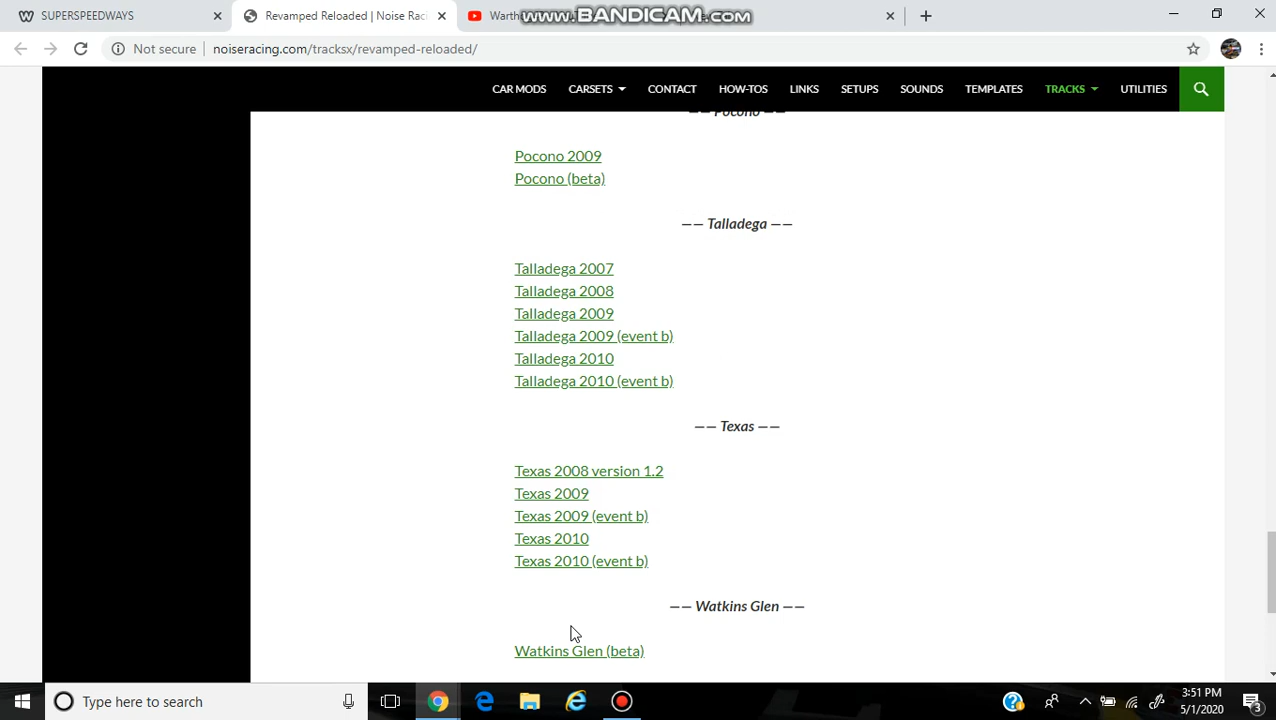 SUPERSPEEDWAYS
Revamped Reloaded | Noise Raci
www.BANDICAM.com
Not secure noiseracing.com/tracksx/revamped-reloaded/
CAR MODS CARSETS CONTACT HOW-TOS LINKS SETUPS SOUNDS TEMPLATES TRACKS UTILITIES
—— Pocono ——
Pocono 2009
Pocono (beta)
—— Talladega ——
Talladega 2007
Talladega 2008
Talladega 2009
Talladega 2009 (event b)
Talladega 2010
Talladega 2010 (event b)
—— Texas ——
Texas 2008 version 1.2
Texas 2009
Texas 2009 (event b)
Texas 2010
Texas 2010 (event b)
—— Watkins Glen ——
Watkins Glen (beta)
Type here to search
3:51 PM
5/1/2020
3